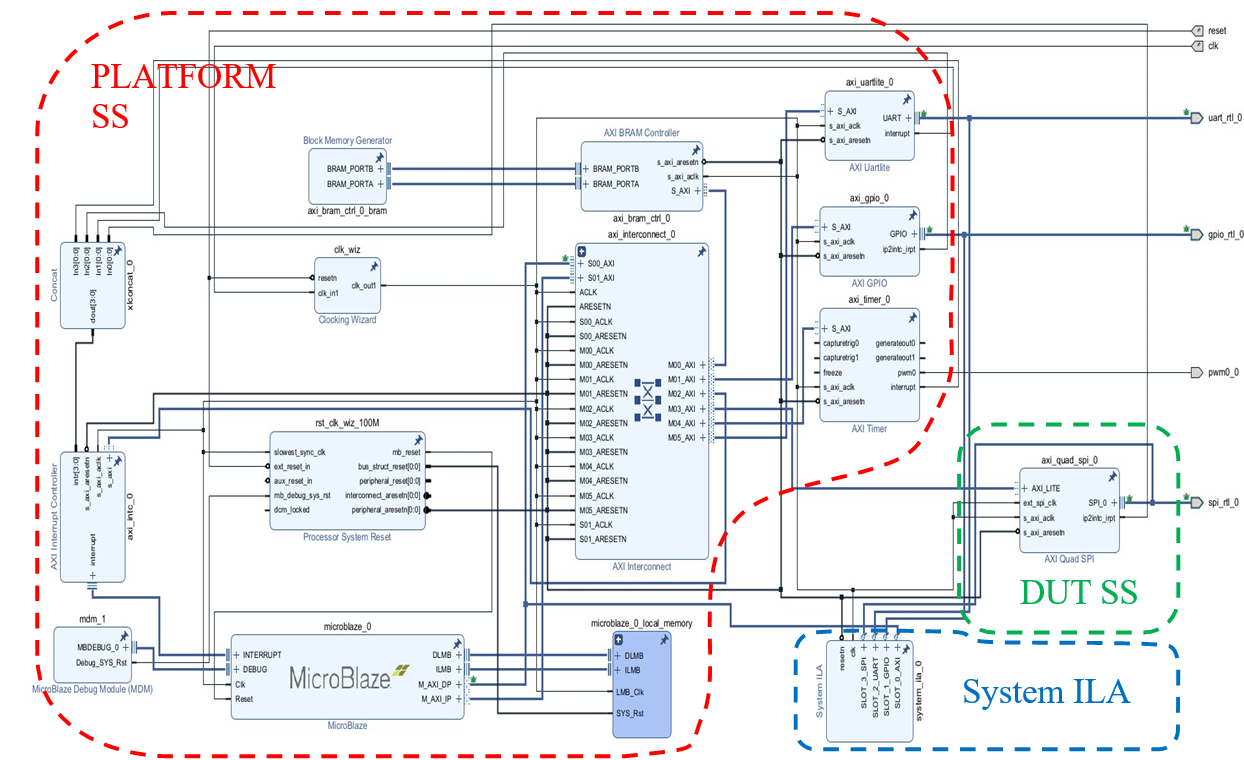 PLATFORM
SS
reset
clk
axi_uartlite_0
S_AXI
s_axi_aclk
s_axi_aresetn
UART
interrupt
AXI Uartlite
uart_rtl_0
Block Memory Generator
BRAM_PORTB
BRAM_PORTA
axi_bram_ctrl_0_bram
AXI BRAM Controller
BRAM_PORTB
BRAM_PORTA
s_axi_aresetn
s_axi_aclk
S_AXI
axi_bram_ctrl_0
axi_gpio_0
S_AXI
s_axi_aclk
s_axi_aresetn
GPIO
ip2intc_irpt
AXI GPIO
gpio_rtl_0
Concat
In3[0:0]
In2[0:0]
In1[0:0]
In0[0:0]
dout[3:0]
xlconcat_0
clk_wiz
resetn
clk_in1
clk_out1
Clocking Wizard
axi_interconnect_0
S00_AXI
S01_AXI
ACLK
ARESETN
S00_ACLK
S00_ARESETN
M00_ACLK
M00_ARESETN
M01_ACLK
M01_ARESETN
M02_ACLK
M02_ARESETN
M03_ACLK
M03_ARESETN
M04_ACLK
M04_ARESETN
M05_ACLK
M05_ARESETN
S01_ACLK
S01_ARESETN
M00_AXI
M01_AXI
M02_AXI
M03_AXI
M04_AXI
M05_AXI
AXI Interconnect
axi_timer_0
S_AXI
capturetrig0
capturetrig1
freeze
s_axi_aclk
s_axi_aresetn
generateout0
generateout1
pwm0
interrupt
AXI Timer
pwm0_0
AXI Interrupt Controller
intr[3:0]
s_axi_aresetn
s_axi_aclk
s_axi
interrupt
axi_intc_0
rst_clk_wiz_100M
slowest_sync_clk
ext_reset_in
aux_reset_in
mb_debug_sys_rst
dcm_locked
mb_reset
bus_struct_reset[0:0]
peripheral_reset[0:0]
interconnect_aresetn[0:0]
peripheral_aresetn[0:0]
Processor System Reset
axi_quad_spi_0
AXI_LITE
ext_spi_clk
s_axi_aclk
s_axi_aresetn
SPI_0
ip2intc_irpt
AXI Quad SPI
spi_rtl_0
DUT SS
mdm_1
MBDEBUG_0
Debug_SYS_Rst
MicroBlaze Debug Module (MDM)
microblaze_0
INTERRUPT
DEBUG
Clk
Reset
MicroBlaze
DLMB
ILMB
M_AXI_DP
M_AXI_IP
MicroBlaze
microblaze_0_local_memory
DLMB
ILMB
LMB_Clk
SYS_Rst
System ILA
resetn
clk
SLOT_3_SPI
SLOT_2_UART
SLOT_1_GPIO
SLOT_0_AXI
system_ila_0
System ILA